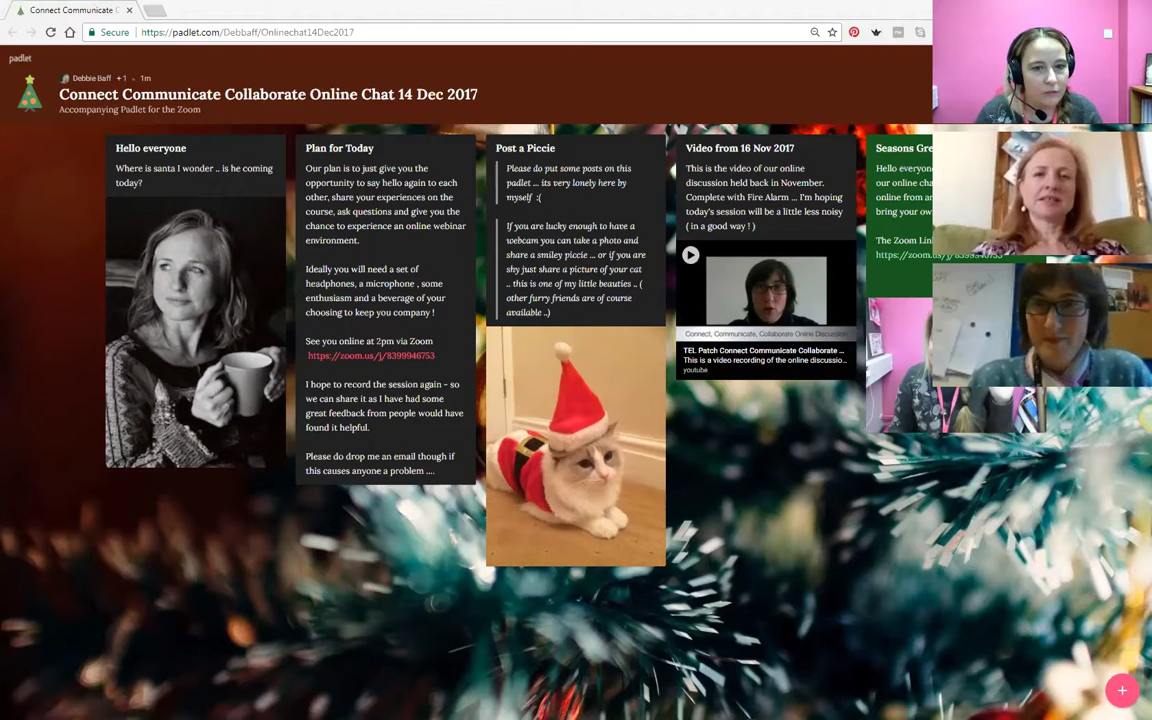 Connect Communicate C
Secure
https://padlet.com/Debbaff/Onlinechat14Dec2017
padlet
Debbie Baff +1 1m
Connect Communicate Collaborate Online Chat 14 Dec 2017
Accompanying Padlet for the Zoom
Hello everyone
Where is santa I wonder .. is he coming
today?
Plan for Today
Our plan is to just give you the
opportunity to say hello again to each
other, share your experiences on the
course, ask questions and give you the
chance to experience an online webinar
environment.
Ideally you will need a set of
headphones, a microphone , some
enthusiasm and a beverage of your
choosing to keep you company !
See you online at 2pm via Zoom
https://zoom.us/j/8399946753
I hope to record the session again - so
we can share it as I have had some
great feedback from people would have
found it helpful.
Please do drop me an email though if
this causes anyone a problem ....
Post a Piccie
Please do put some posts on this
padlet ... its very lonely here by
myself :(
If you are lucky enough to have a
webcam you can take a photo and
share a smiley piccie ... or if you are
shy just share a picture of your cat
.. this is one of my little beauties .. (
other furry friends are of course
available ..)
Video from 16 Nov 2017
This is the video of our online
discussion held back in November.
Complete with Fire Alarm ... I'm hoping
today's session will be a little less noisy
( in a good way ! )
Connect, Communicate, Collaborate Online Discussion
TEL Patch Connect Communicate Collaborate ...
This is a video recording of the online discussio...
youtube
Seasons Gre
Hello everyone
our online cha
online from ar
bring your ow
The Zoom Lin
https://zoom.us/j/8399946753